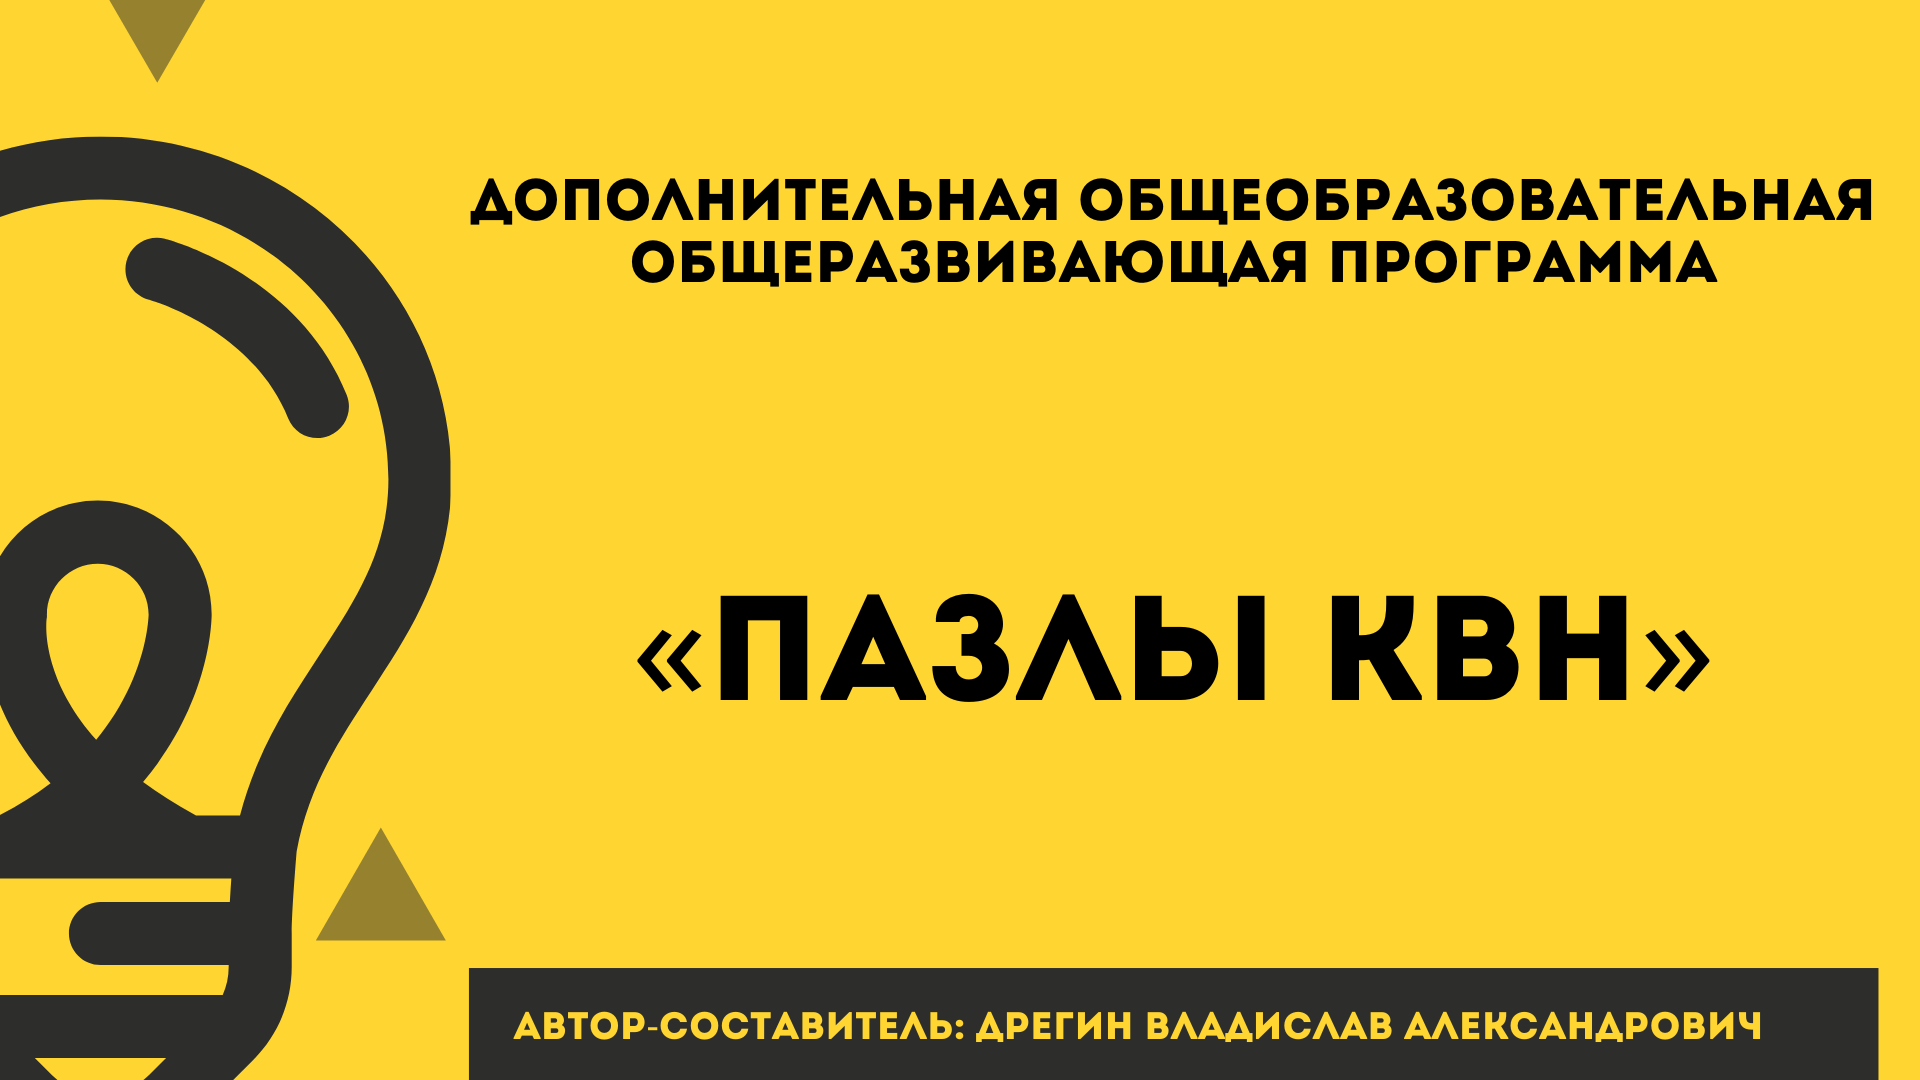 ДОПОЛНИТЕЛЬНАЯ ОБЩЕОБРАЗОВАТЕЛЬНАЯ
ОБЩЕРАЗВИВАЮЩАЯ ПРОГРАММА
«ПАЗЛЫ КВН»
АВТОР-СОСТАВИТЕЛЬ: ДРЕГИН ВЛАДИСЛАВ АЛЕКСАНДРОВИЧ